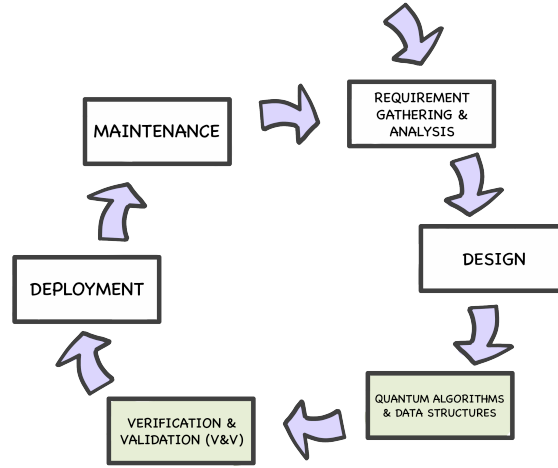 REQUIREMENT
GATHERING &
ANALYSIS
MAINTENANCE
DESIGN
DEPLOYMENT
QUANTUM ALGORITHMS
& DATA STRUCTURES
VERIFICATION &
VALIDATION (V&V)